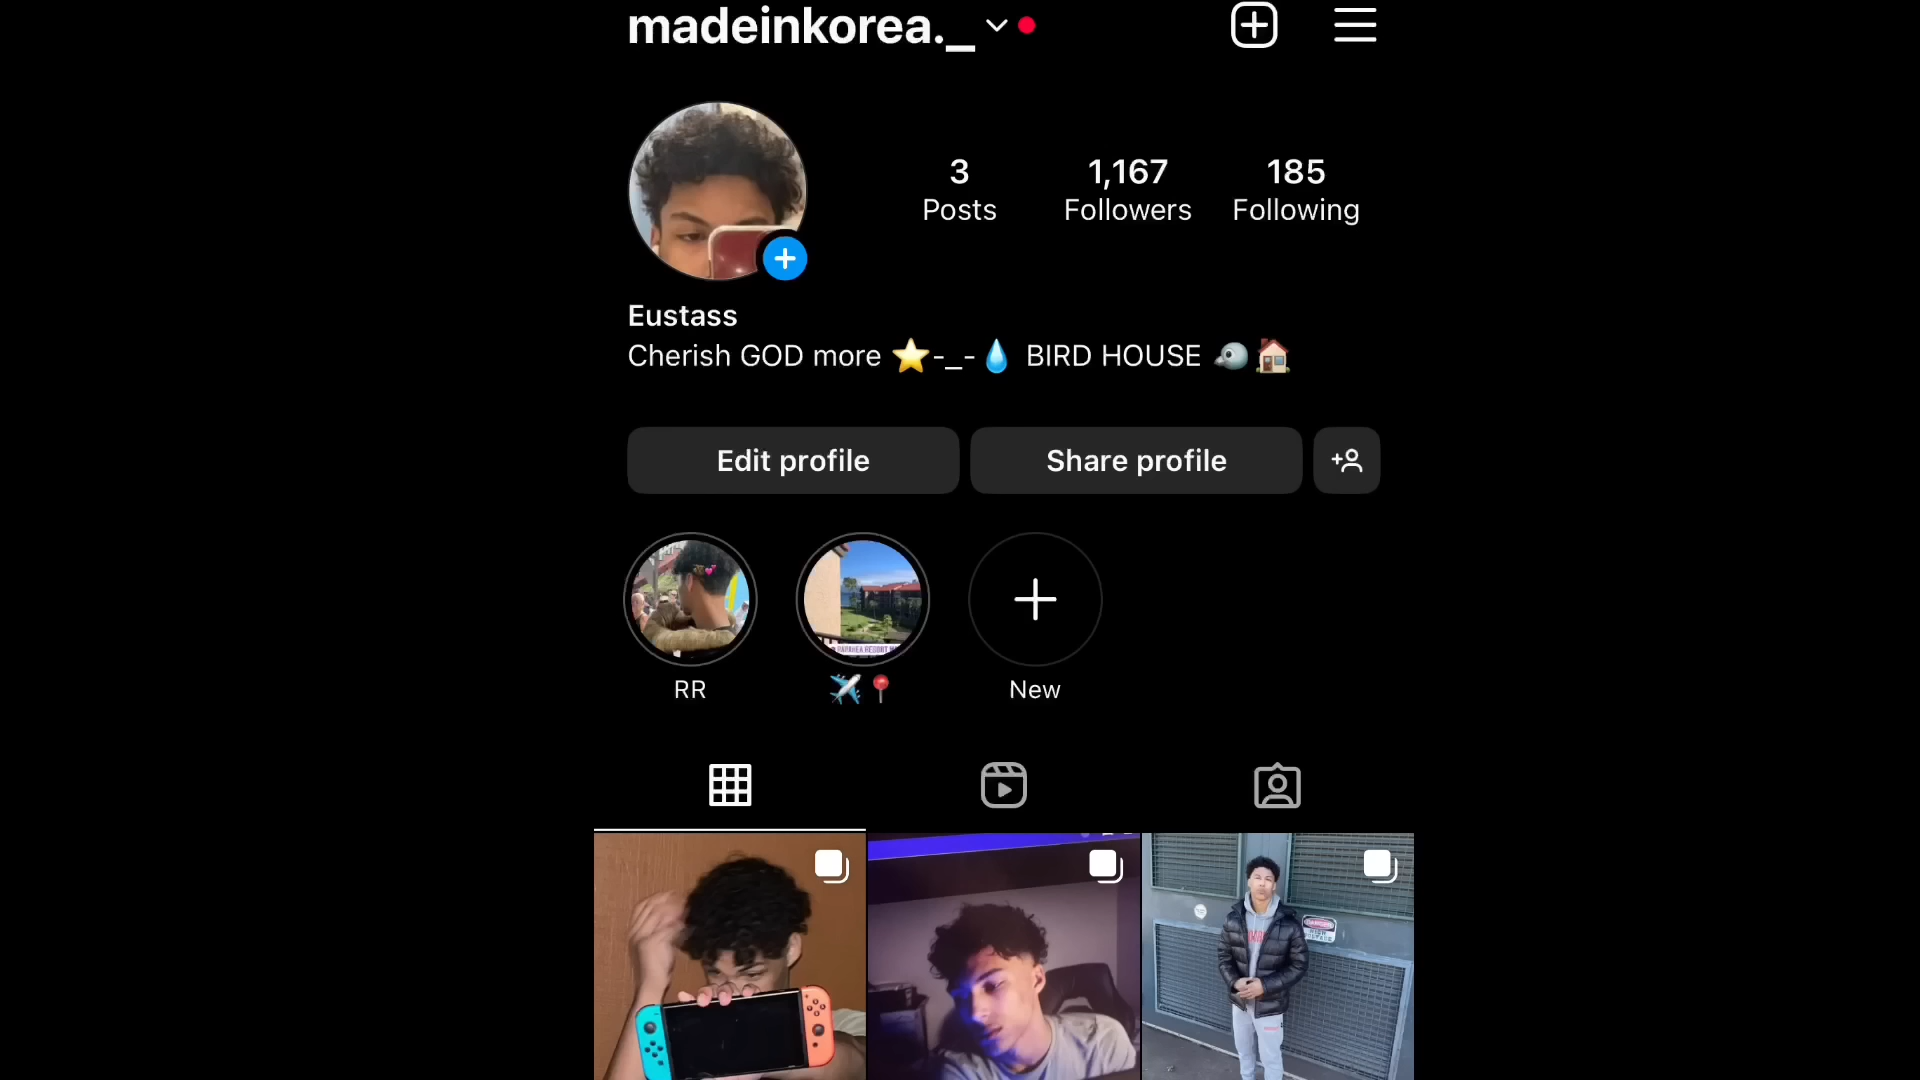 madeinkorea._
3
Posts
1,167
Followers
185
Following
Eustass
Cherish GOD more ⭐-_-💧 BIRD HOUSE 🐦🏠
Edit profile
Share profile
RR
✈️📍
New
DANGER